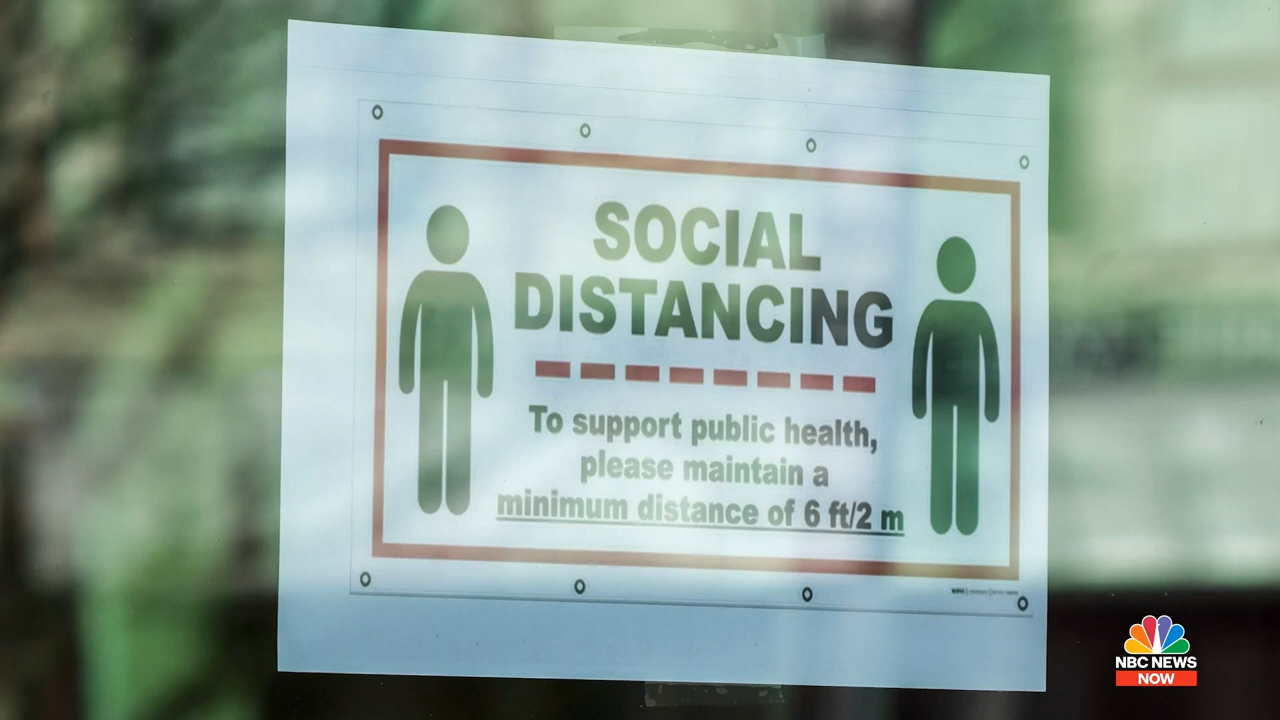 SOCIAL
DISTANCING
To support public health,
please maintain a
minimum distance of 6 ft/2 m
NBC NEWS
NOW